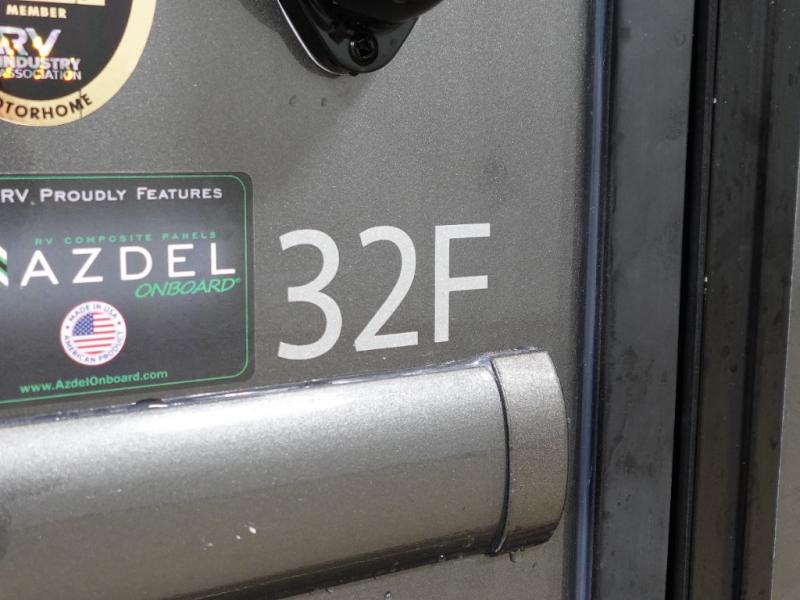 MEMBER
RV
INDUSTRY
ASSOCIATION
MOTORHOME
RV PROUDLY FEATURES
RV COMPOSITE PANELS
AZDEL
ONBOARD®
MADE IN USA
AMERICAN PRODUCT
www.AzdelOnboard.com
32F